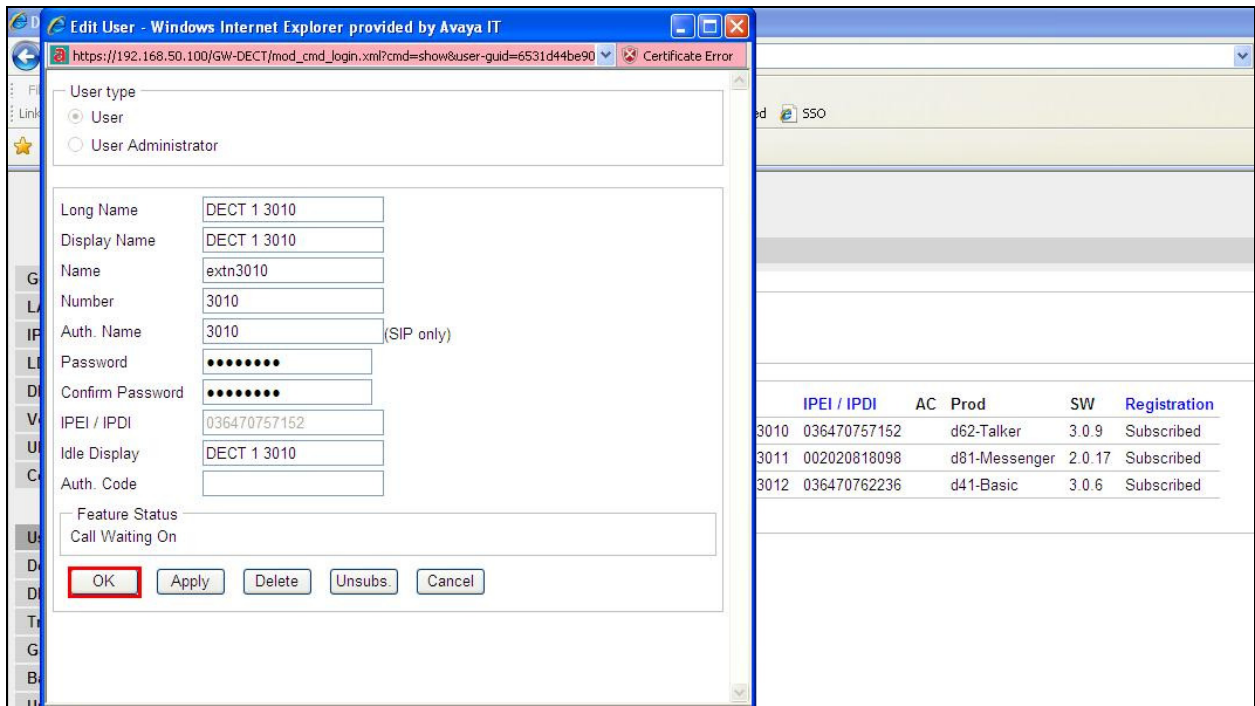 Edit User - Windows Internet Explorer provided by Avaya IT
https://192.168.50.100/GW-DECT/mod_cmd_login.xml?cmd=show&user-guid=6531d44be90
Certificate Error
SSO
User type
User
User Administrator
Long Name DECT 1 3010
Display Name DECT 1 3010
Name extn3010
Number 3010
Auth. Name 3010 (SIP only)
Password ••••••••
Confirm Password ••••••••
IPEI / IPDI 036470757152
Idle Display DECT 1 3010
Auth. Code
Feature Status
Call Waiting On
OK Apply Delete Unsubs. Cancel
IPEI / IPDI AC Prod SW Registration
3010 036470757152 d62-Talker 3.0.9 Subscribed
3011 002020818098 d81-Messenger 2.0.17 Subscribed
3012 036470762236 d41-Basic 3.0.6 Subscribed